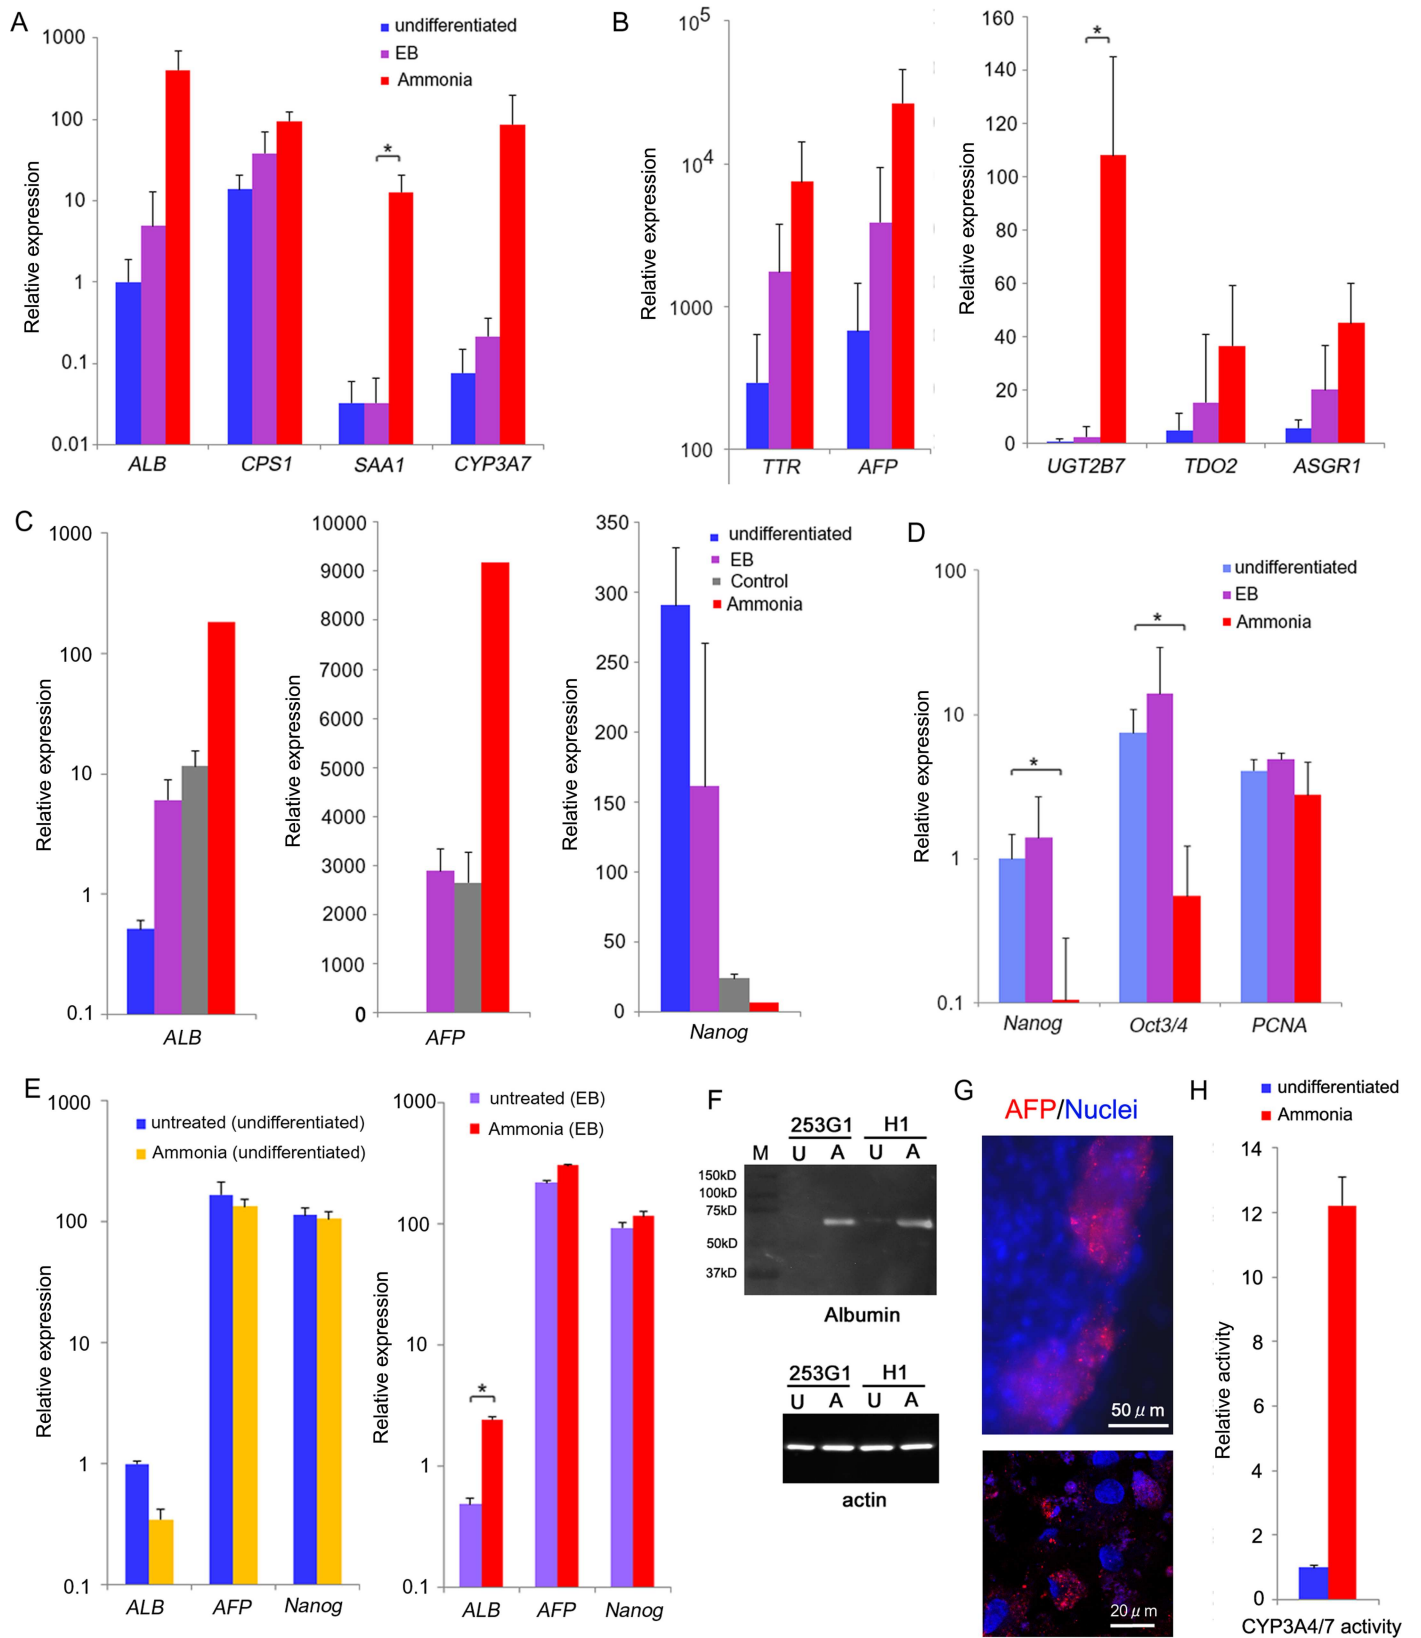 A
undifferentiated
EB
Ammonia
1000
100
10
1
0.1
0.01
Relative expression
*
ALB CPS1 SAA1 CYP3A7
B
10^5
10^4
1000
100
Relative expression
TTR AFP
160
140
120
100
80
60
40
20
0
Relative expression
*
UGT2B7 TDO2 ASGR1
C
1000
100
10
1
0.1
Relative expression
ALB
10000
9000
8000
7000
6000
5000
4000
3000
2000
1000
0
Relative expression
AFP
350
300
250
200
150
100
50
0
Relative expression
undifferentiated
EB
Control
Ammonia
Nanog
D
undifferentiated
EB
Ammonia
100
10
1
0.1
Relative expression
*
*
Nanog Oct3/4 PCNA
E
untreated (undifferentiated)
Ammonia (undifferentiated)
1000
100
10
1
0.1
Relative expression
ALB AFP Nanog
untreated (EB)
Ammonia (EB)
1000
100
10
1
0.1
Relative expression
*
ALB AFP Nanog
F
253G1 H1
M U A U A
150kD
100kD
75kD
50kD
37kD
Albumin
253G1 H1
U A U A
actin
G
AFP/Nuclei
50 μm
20 μm
H
undifferentiated
Ammonia
14
12
10
8
6
4
2
0
Relative activity
CYP3A4/7 activity